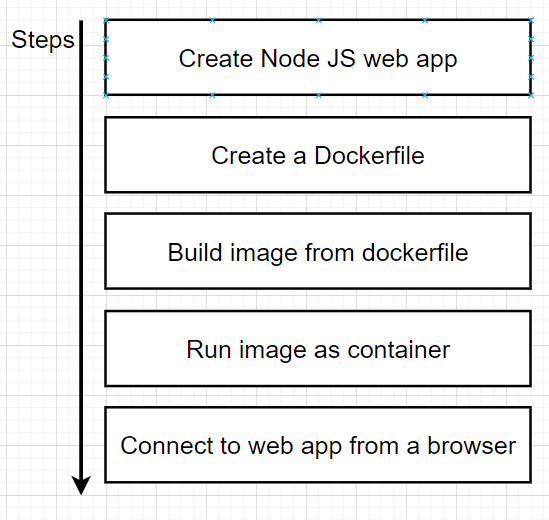 Steps
Create Node JS web app
Create a Dockerfile
Build image from dockerfile
Run image as container
Connect to web app from a browser